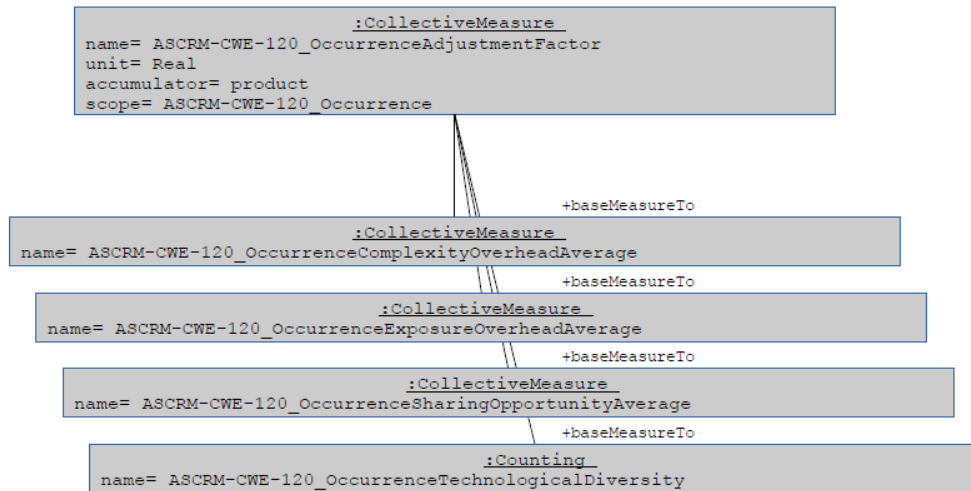 :CollectiveMeasure
name= ASCRM-CWE-120_OccurrenceAdjustmentFactor
unit= Real
accumulator= product
scope= ASCRM-CWE-120_Occurrence
+baseMeasureTo
:CollectiveMeasure
name= ASCRM-CWE-120_OccurrenceComplexityOverheadAverage
+baseMeasureTo
:CollectiveMeasure
name= ASCRM-CWE-120_OccurrenceExposureOverheadAverage
+baseMeasureTo
:CollectiveMeasure
name= ASCRM-CWE-120_OccurrenceSharingOpportunityAverage
+baseMeasureTo
:Counting
name= ASCRM-CWE-120_OccurrenceTechnologicalDiversity